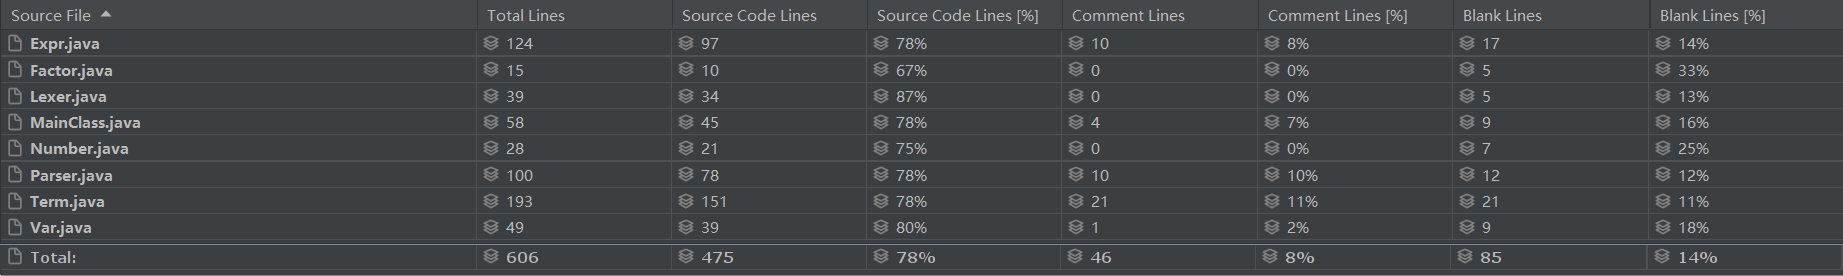 Source File Total Lines Source Code Lines Source Code Lines [%] Comment Lines Comment Lines [%] Blank Lines Blank Lines [%]
Expr.java 124 97 78% 10 8% 17 14%
Factor.java 15 10 67% 0 0% 5 33%
Lexer.java 39 34 87% 0 0% 5 13%
MainClass.java 58 45 78% 4 7% 9 16%
Number.java 28 21 75% 0 0% 7 25%
Parser.java 100 78 78% 10 10% 12 12%
Term.java 193 151 78% 21 11% 21 11%
Var.java 49 39 80% 1 2% 9 18%
Total: 606 475 78% 46 8% 85 14%